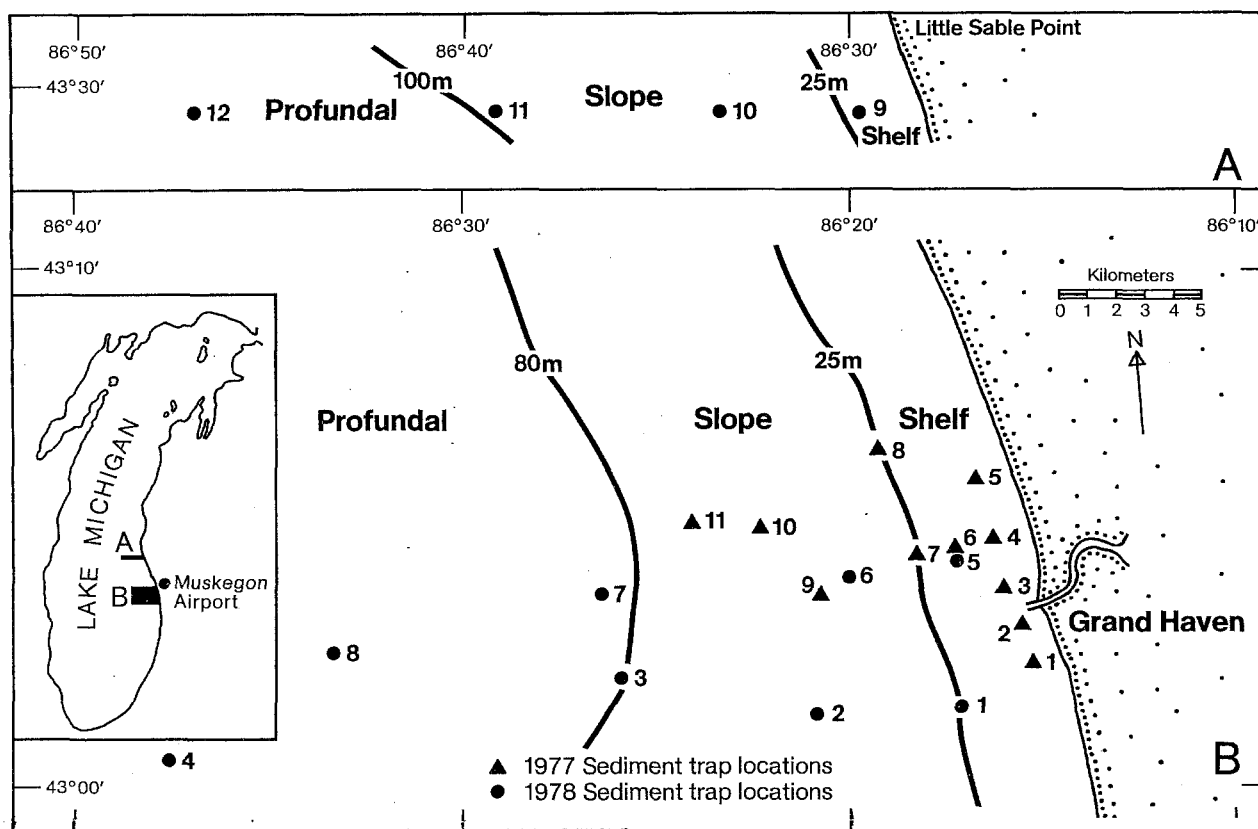 86°50′
86°40′
86°30′
Little Sable Point
43°30′
100m
25m
12
Profundal
11
Slope
10
9
Shelf
A
86°40′
86°30′
86°20′
86°10′
43°10′
Kilometers
0 1 2 3 4 5
N
80m
25m
Profundal
Slope
Shelf
8
5
11
10
6
4
7
5
3
7
9
6
2
Grand Haven
8
3
1
2
1
4
LAKE MICHIGAN
A
Muskegon
B
Airport
1977 Sediment trap locations
1978 Sediment trap locations
43°00′
B